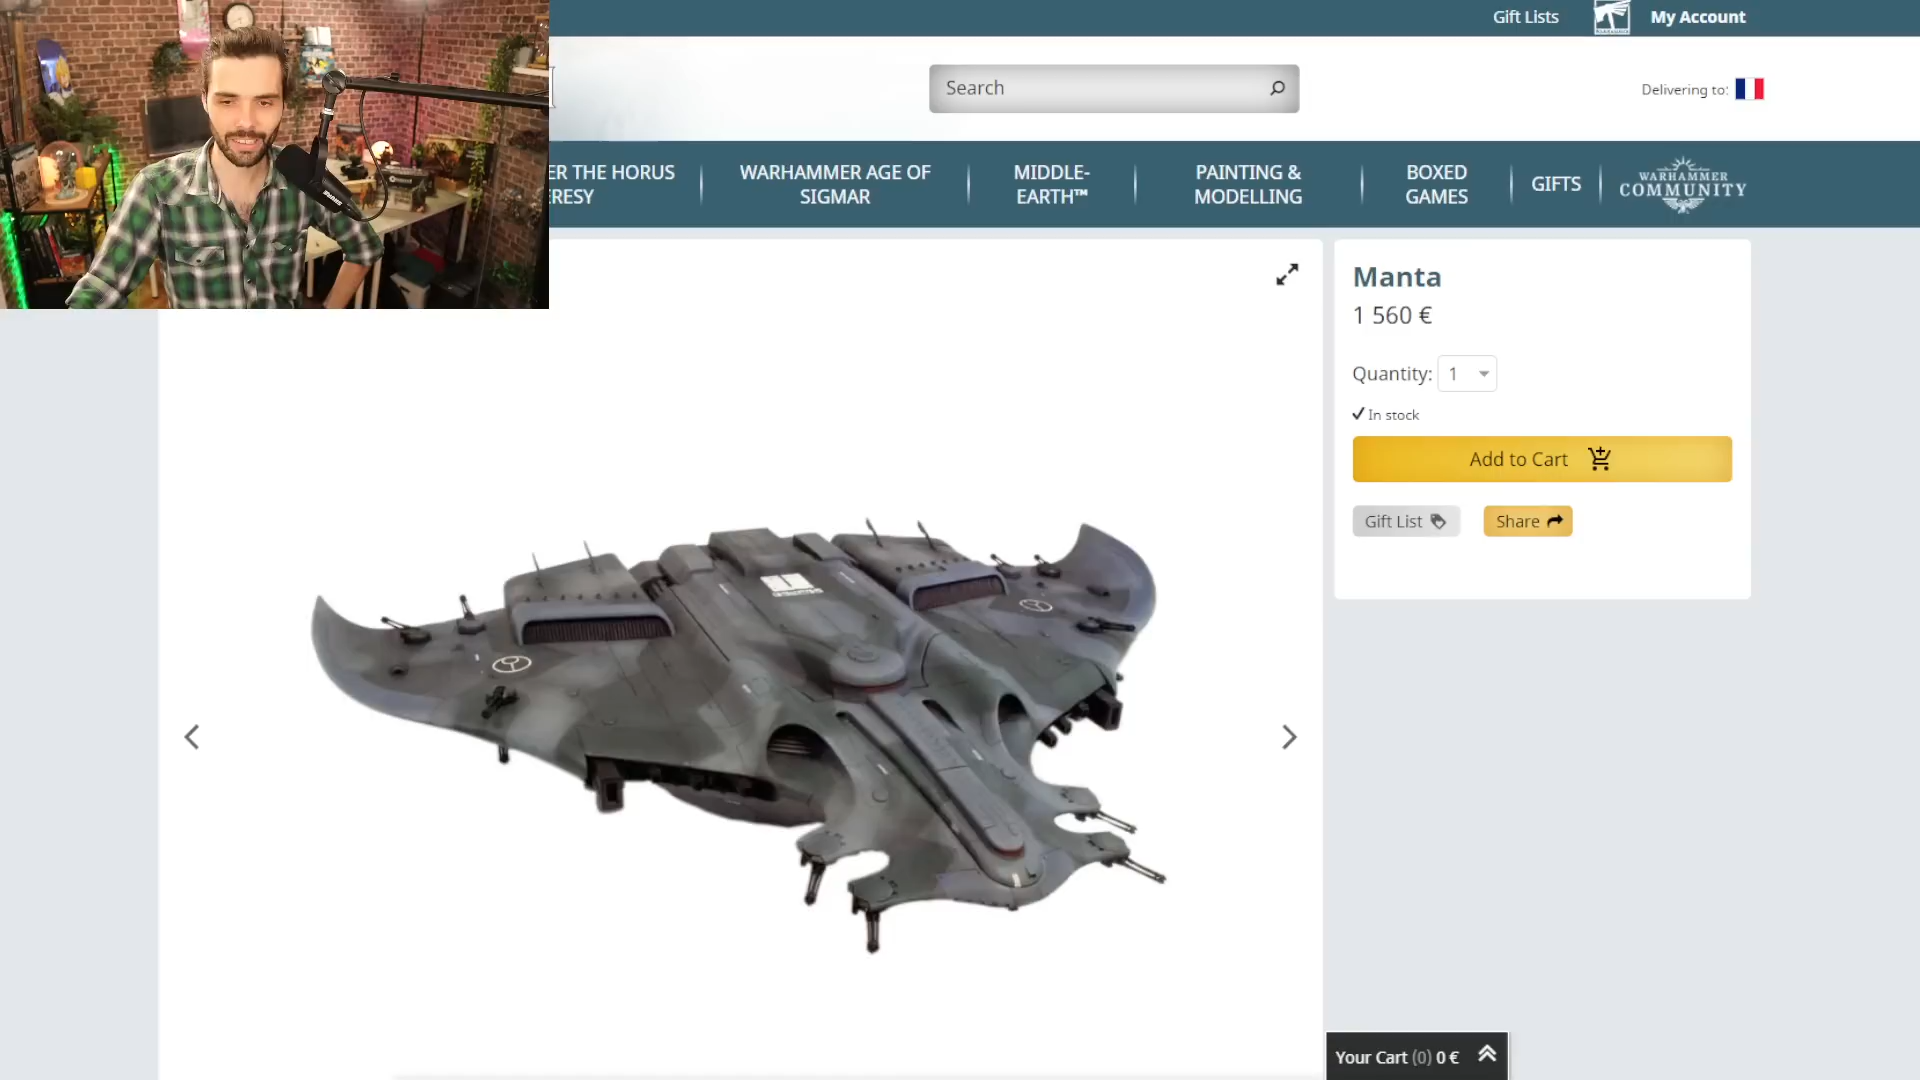 Gift Lists
My Account
Search
Delivering to:
ER THE HORUS
ERESY
WARHAMMER AGE OF
SIGMAR
MIDDLE-
EARTH™
PAINTING &
MODELLING
BOXED
GAMES
GIFTS
WARHAMMER
COMMUNITY
Manta
1 560 €
Quantity: 1
In stock
Add to Cart
Gift List
Share
Your Cart (0) 0 €